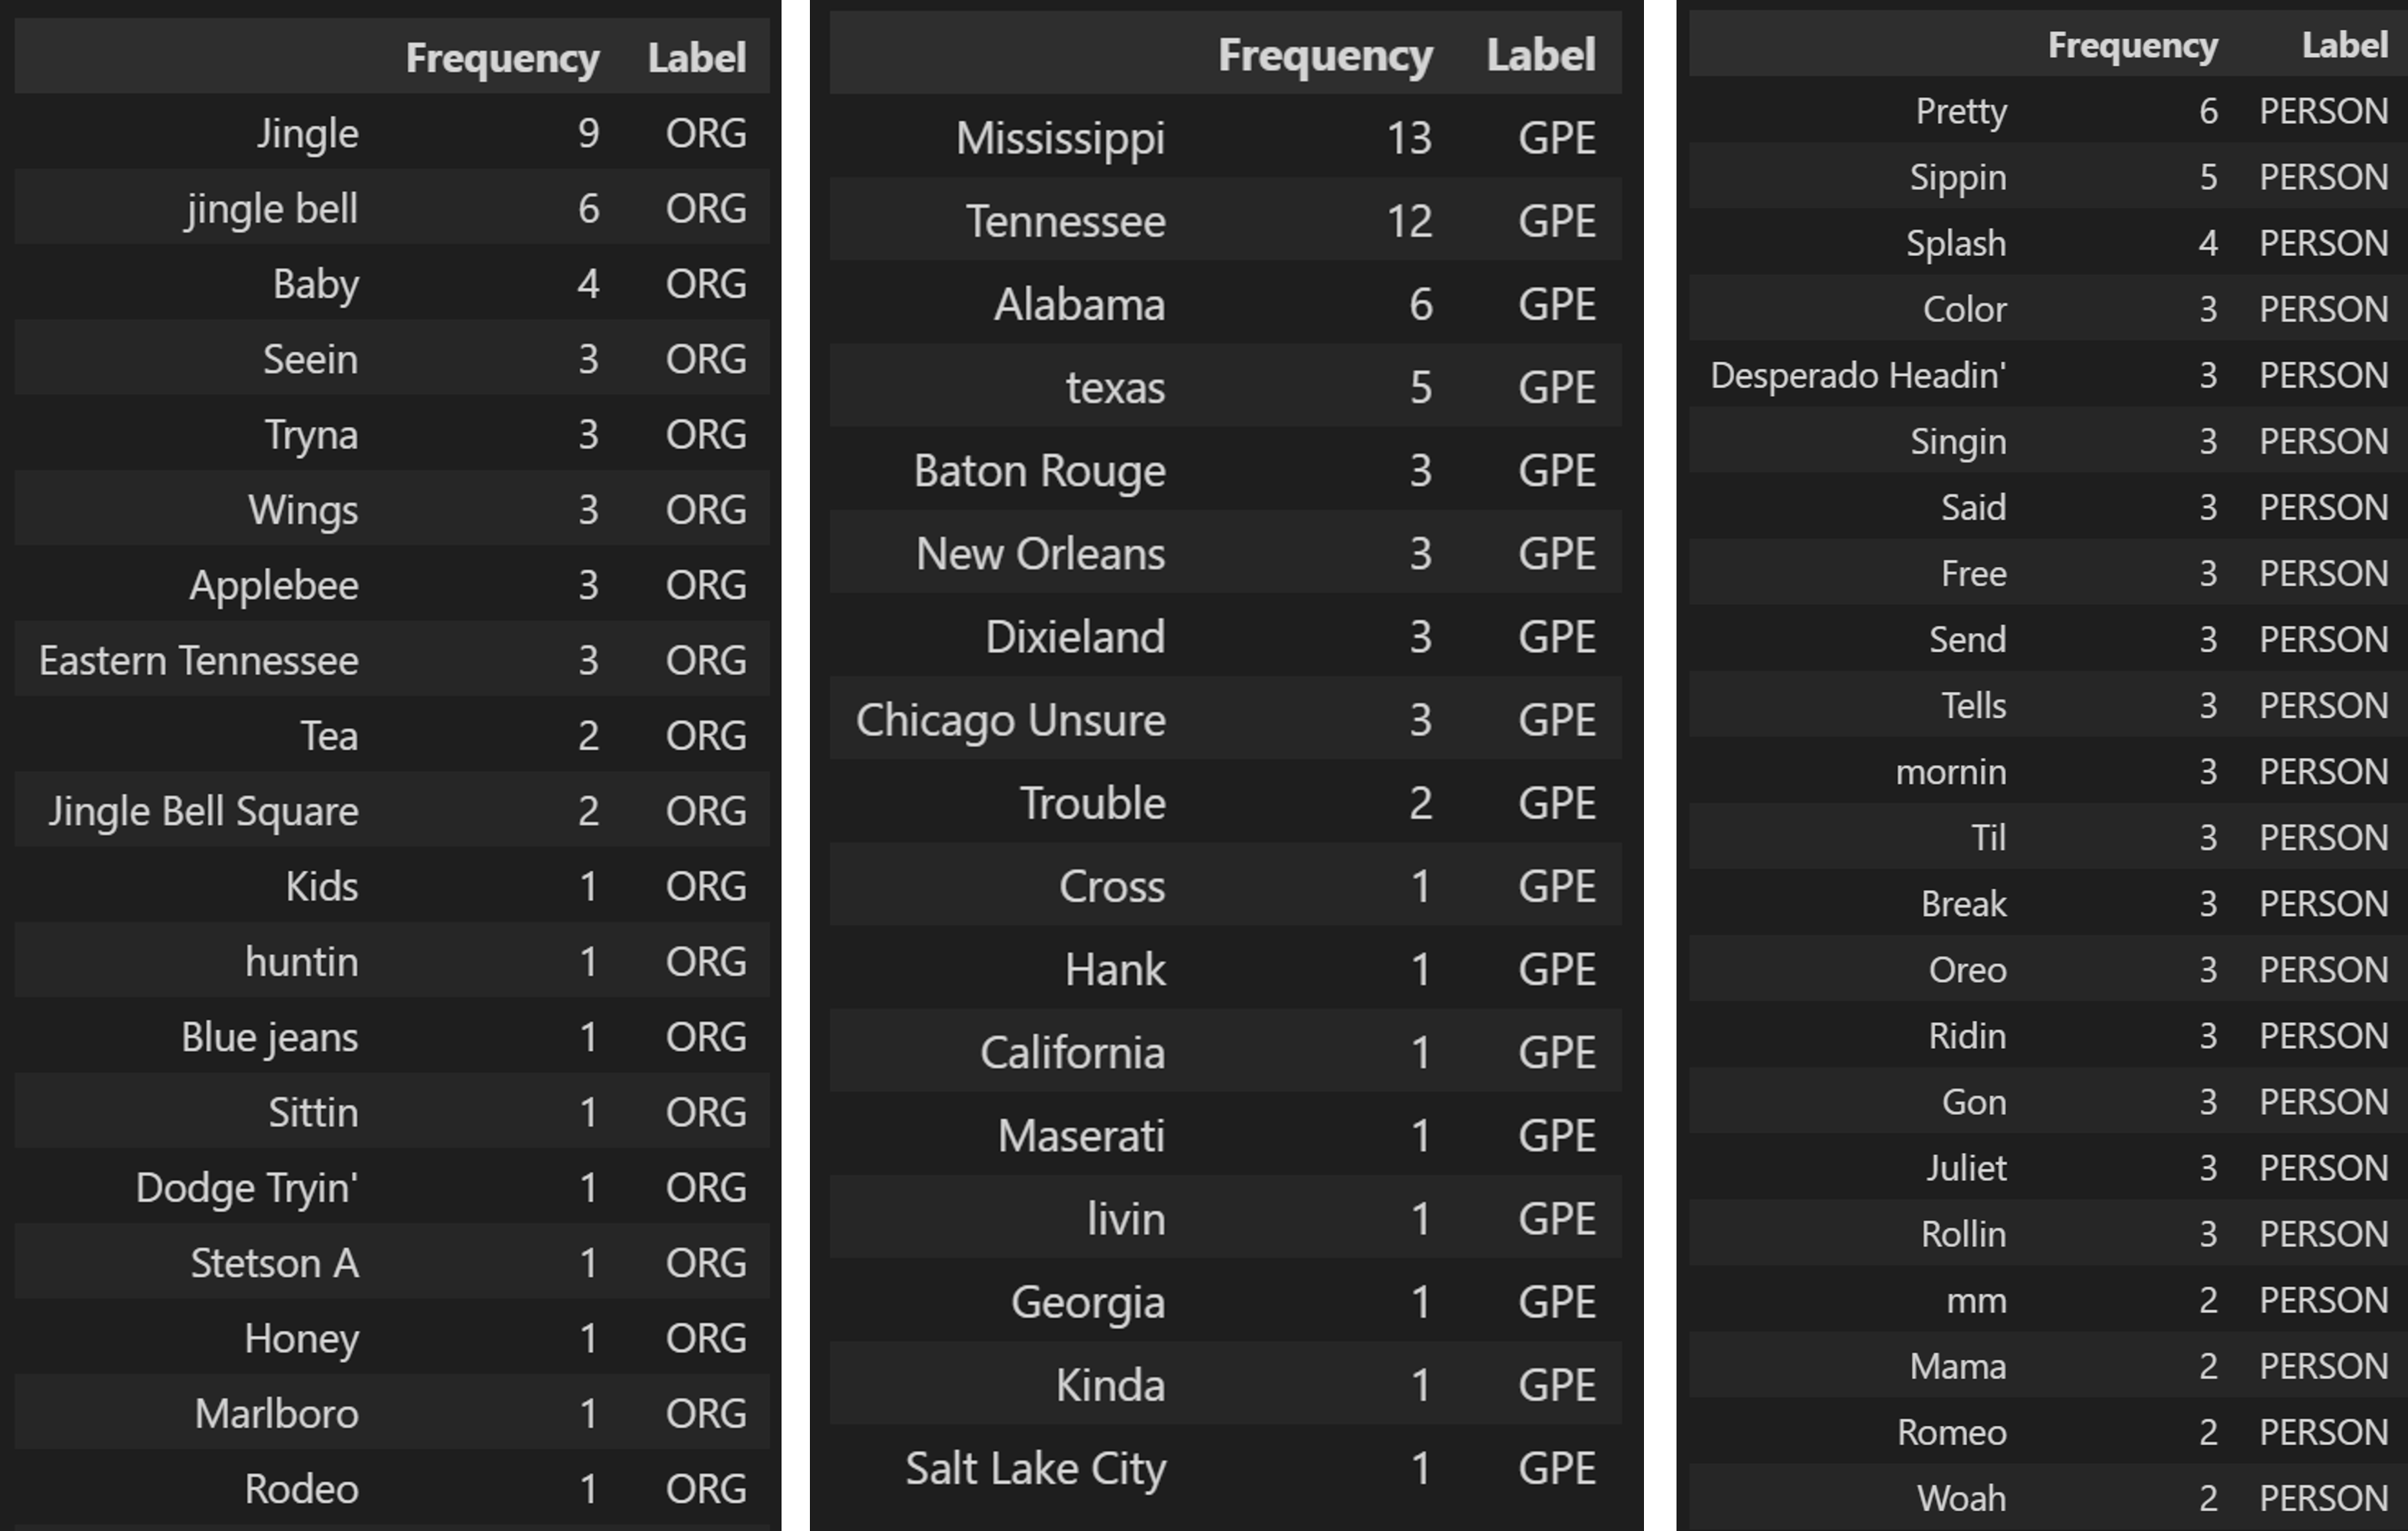 Frequency Label
Jingle 9 ORG
jingle bell 6 ORG
Baby 4 ORG
Seein 3 ORG
Tryna 3 ORG
Wings 3 ORG
Applebee 3 ORG
Eastern Tennessee 3 ORG
Tea 2 ORG
Jingle Bell Square 2 ORG
Kids 1 ORG
huntin 1 ORG
Blue jeans 1 ORG
Sittin 1 ORG
Dodge Tryin' 1 ORG
Stetson A 1 ORG
Honey 1 ORG
Marlboro 1 ORG
Rodeo 1 ORG
Frequency Label
Mississippi 13 GPE
Tennessee 12 GPE
Alabama 6 GPE
texas 5 GPE
Baton Rouge 3 GPE
New Orleans 3 GPE
Dixieland 3 GPE
Chicago Unsure 3 GPE
Trouble 2 GPE
Cross 1 GPE
Hank 1 GPE
California 1 GPE
Maserati 1 GPE
livin 1 GPE
Georgia 1 GPE
Kinda 1 GPE
Salt Lake City 1 GPE
Frequency Label
Pretty 6 PERSON
Sippin 5 PERSON
Splash 4 PERSON
Color 3 PERSON
Desperado Headin' 3 PERSON
Singin 3 PERSON
Said 3 PERSON
Free 3 PERSON
Send 3 PERSON
Tells 3 PERSON
mornin 3 PERSON
Til 3 PERSON
Break 3 PERSON
Oreo 3 PERSON
Ridin 3 PERSON
Gon 3 PERSON
Juliet 3 PERSON
Rollin 3 PERSON
mm 2 PERSON
Mama 2 PERSON
Romeo 2 PERSON
Woah 2 PERSON